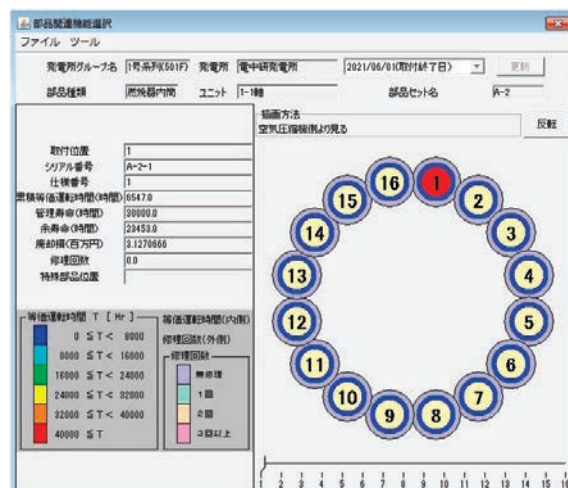 部品関連機能選択
ファイル ツール
発電所グループ名 1号系列(501F) 発電所 電中研発電所 2021/06/01(取付終了日) 更新
部品種類 燃焼器内筒 ユニット 1-1軸 部品セット名 A-2
描画方法
空気圧縮機側より見る 反転
取付位置 1
シリアル番号 A-2-1
仕様番号 1
累積等価運転時間(時間) 6547.0
管理寿命(時間) 30000.0
余寿命(時間) 23453.0
廃却損(百万円) 3.1270666
修理回数 0.0
特殊部品位置
等価運転時間 T [ Hr ]
0 ≦T< 8000
8000 ≦T< 16000
16000 ≦T< 24000
24000 ≦T< 32000
32000 ≦T< 40000
40000 ≦T
等価運転時間(内側)
修理回数(外側)
修理回数
無修理
1回
2回
3回以上
1
2
3
4
5
6
7
8
9
10
11
12
13
14
15
16
1 2 3 4 5 6 7 8 9 10 11 12 13 14 15 16